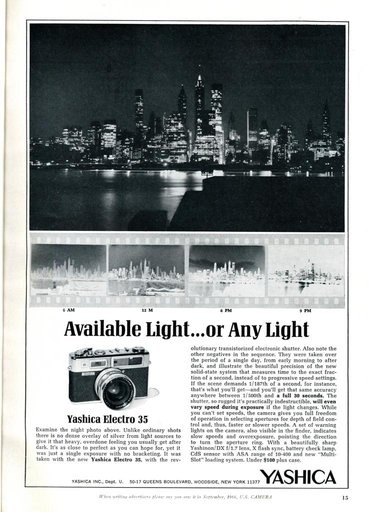 1 AM
12 M
6 PM
9 PM
Available Light...or Any Light
Yashica Electro 35
Examine the night photo above. Unlike ordinary shots
there is no dense overlay of silver from light sources to
give it that heavy, overdone feeling you usually get after
dark. It's as close to perfect as you can hope for, yet it
was just a single exposure with no bracketing. It was
taken with the new Yashica Electro 35, with the rev-
olutionary transistorized electronic shutter. Also note the
other negatives in the sequence. They were taken over
the period of a single day, from early morning to after
dark, and illustrate the beautiful precision of the new
solid-state system that measures time to the exact frac-
tion of a second, instead of to progressive speed settings.
If the scene demands 1/187th of a second, for instance,
that's what you'll get—and you'll get that same accuracy
anywhere between 1/500th and a full 30 seconds. The
shutter, so rugged it's practically indestructible, will even
vary speed during exposure if the light changes. While
you can't set speeds, the camera gives you full freedom
of operation in selecting apertures for depth of field con-
trol and, thus, faster or slower speeds. A set of warning
lights on the camera, also visible in the finder, indicates
slow speeds and overexposure, pointing the direction
to turn the aperture ring. With a beautifully sharp
Yashinon/DX f/1.7 lens, X flash sync, battery check lamp,
CdS sensor with ASA range of 10-400 and new "Multi-
Slot" loading system. Under $100 plus case.
YASHICA
YASHICA INC., Dept. U. 50-17 QUEENS BOULEVARD, WOODSIDE, NEW YORK 11377
When writing advertisers please say you saw it in September, 1966, U.S. CAMERA
15